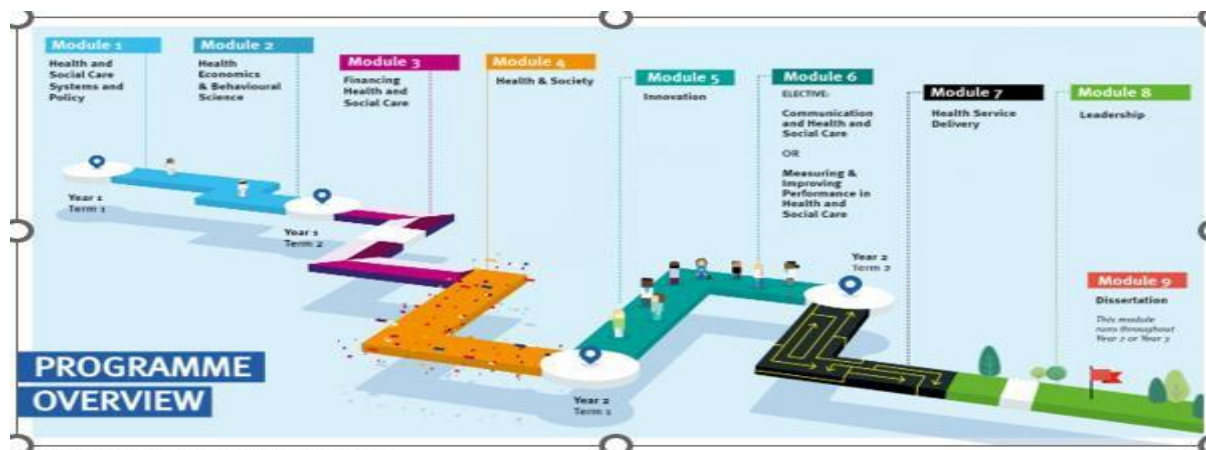 Module 1
Health and
Social Care
Systems and
Policy
Module 2
Health
Economics
& Behavioural
Science
Module 3
Financing
Health and
Social Care
Module 4
Health & Society
Module 5
Innovation
Module 6
ELECTIVE:
Communication
and Health and
Social Care
OR
Measuring &
Improving
Performance in
Health and
Social Care
Module 7
Health Service
Delivery
Module 8
Leadership
Module 9
Dissertation
This module
runs throughout
Year 2 or Year 3
Year 1
Term 1
Year 1
Term 2
Year 2
Term 1
Year 2
Term 2
PROGRAMME
OVERVIEW